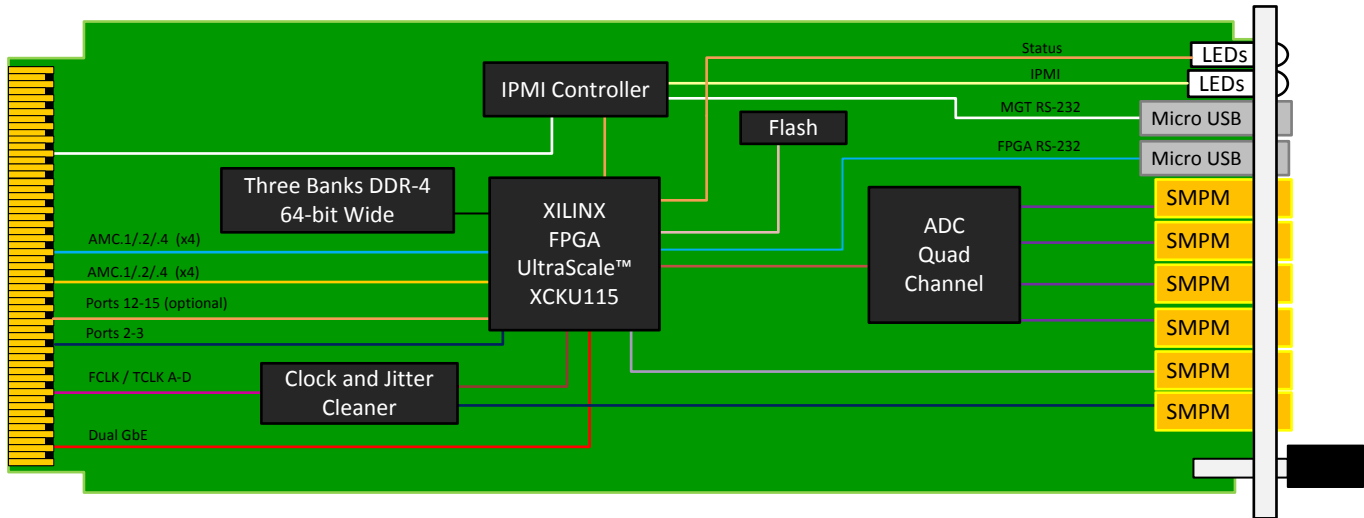 Status
LEDs
IPMI
LEDs
IPMI Controller
MGT RS-232
Micro USB
Flash
FPGA RS-232
Micro USB
Three Banks DDR-4
64-bit Wide
XILINX
FPGA
UltraScale™
XCKU115
ADC
Quad
Channel
SMPM
SMPM
SMPM
SMPM
SMPM
SMPM
AMC.1/.2/.4 (x4)
AMC.1/.2/.4 (x4)
Ports 12-15 (optional)
Ports 2-3
FCLK / TCLK A-D
Clock and Jitter
Cleaner
Dual GbE